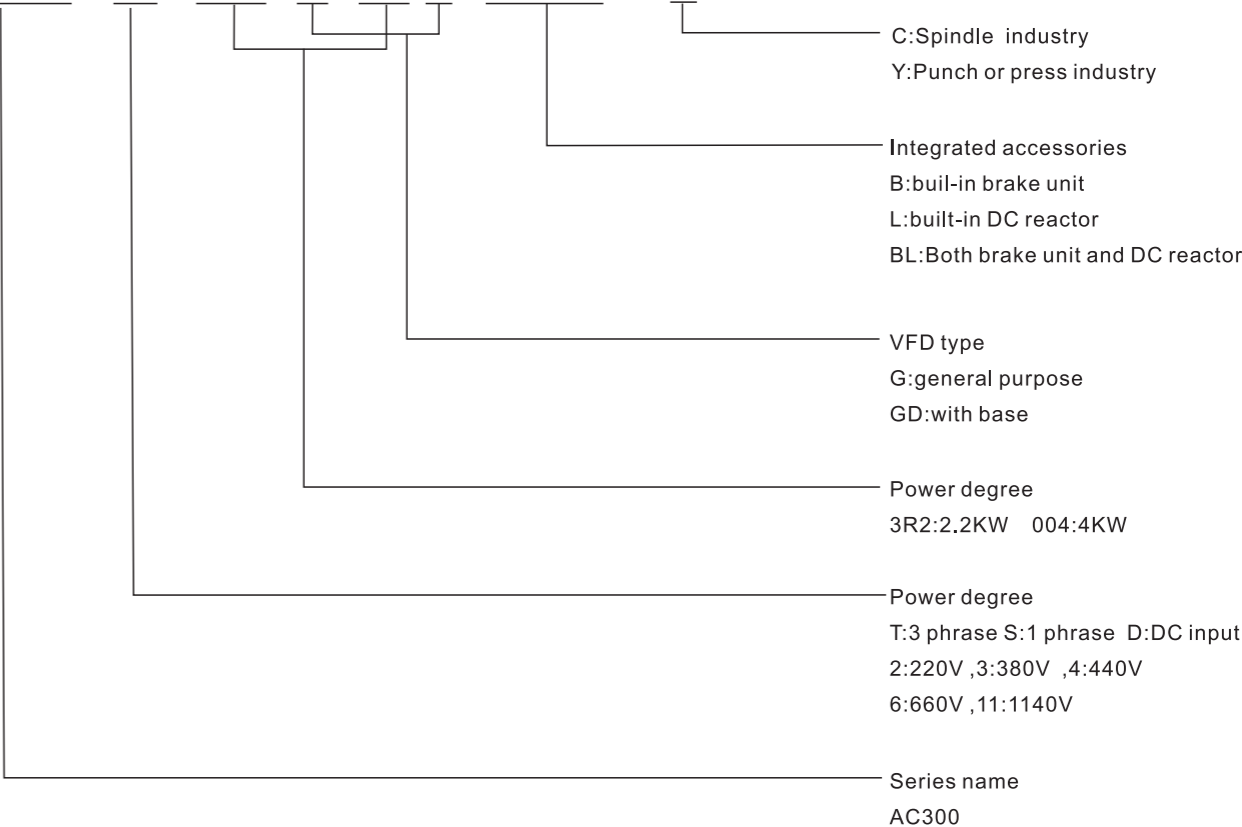 C:Spindle industry
Y:Punch or press industry
Integrated accessories
B:buil-in brake unit
L:built-in DC reactor
BL:Both brake unit and DC reactor
VFD type
G:general purpose
GD:with base
Power degree
3R2:2.2KW 004:4KW
Power degree
T:3 phrase S:1 phrase D:DC input
2:220V ,3:380V ,4:440V
6:660V ,11:1140V
Series name
AC300